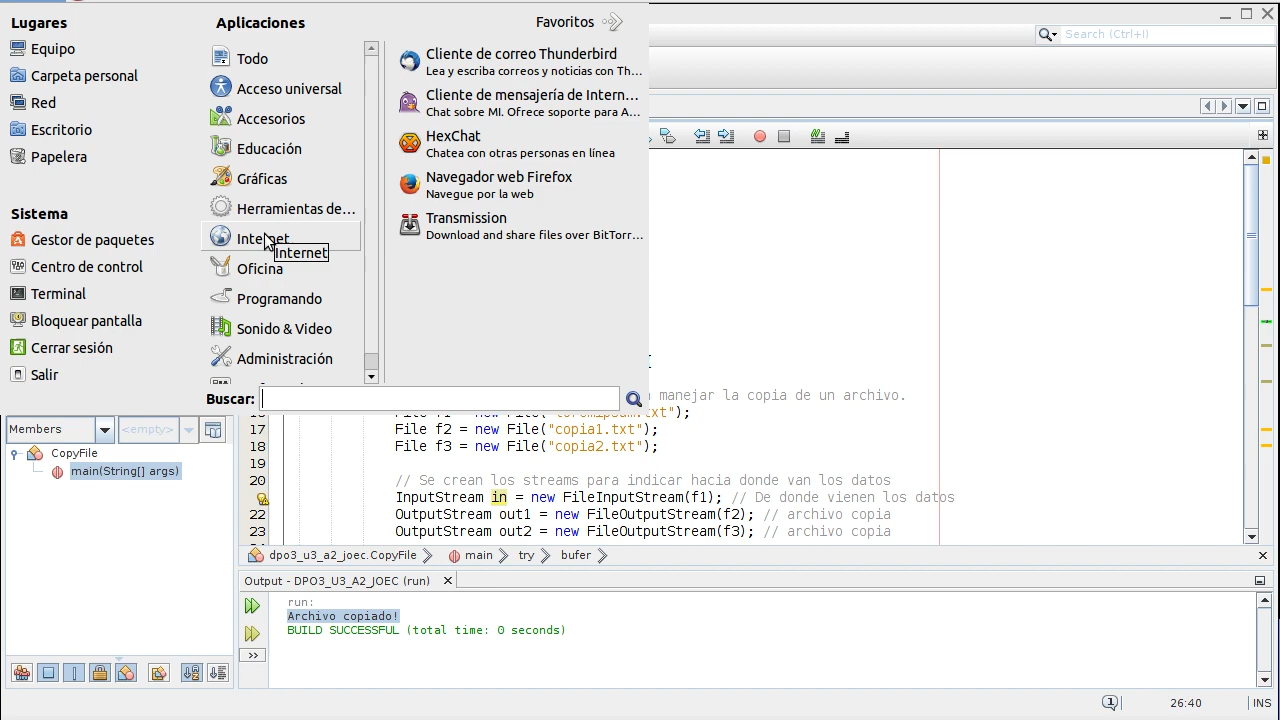 Lugares
Equipo
Carpeta personal
Red
Escritorio
Papelera
Sistema
Gestor de paquetes
Centro de control
Terminal
Bloquear pantalla
Cerrar sesión
Salir
Aplicaciones
Todo
Acceso universal
Accesorios
Educación
Gráficas
Herramientas de...
Internet
Internet
Oficina
Programando
Sonido & Video
Administración
Favoritos
Cliente de correo Thunderbird
Lea y escriba correos y noticias con Th...
Cliente de mensajería de Intern...
Chat sobre MI. Ofrece soporte para A...
HexChat
Chatea con otras personas en línea
Navegador web Firefox
Navegue por la web
Transmission
Download and share files over BitTorr...
Buscar:
Search (Ctrl+I)
manejar la copia de un archivo.
17 File f2 = new File("copia1.txt");
18 File f3 = new File("copia2.txt");
19
20 // Se crean los streams para indicar hacia donde van los datos
InputStream in = new FileInputStream(f1); // De donde vienen los datos
22 OutputStream out1 = new FileOutputStream(f2); // archivo copia
23 OutputStream out2 = new FileOutputStream(f3); // archivo copia
Members
<empty>
CopyFile
main(String[] args)
dpo3_u3_a2_joec.CopyFile
main
try
bufer
Output - DPO3_U3_A2_JOEC (run)
run:
Archivo copiado!
BUILD SUCCESSFUL (total time: 0 seconds)
1
26:40
INS